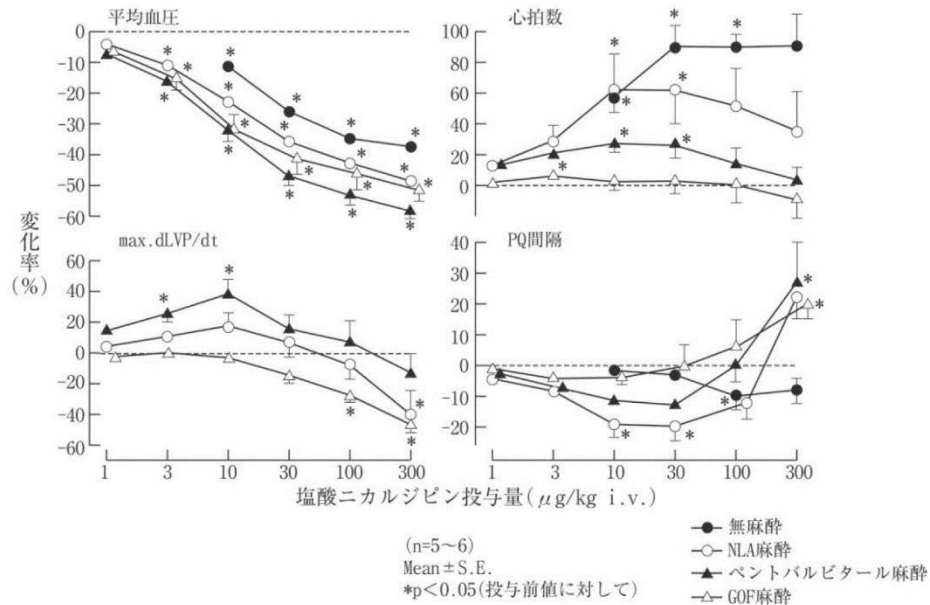 平均血圧
0
-10
-20
-30
-40
-50
-60
* * * * *
* * * *
* * * *
* * * * *
心拍数
100
80
60
40
20
0
* * *
* *
* *
*
変化率
(%)
max.dLVP/dt
60
40
20
0
-20
-40
-60
* *
*
* *
1 3 10 30 100 300
PQ間隔
40
30
20
10
0
-10
-20
* *
*
* *
1 3 10 30 100 300
塩酸ニカルジピン投与量(μg/kg i.v.)
(n=5~6)
Mean±S.E.
*p<0.05(投与前値に対して)
無麻酔
NLA麻酔
ペントバルビタール麻酔
GOF麻酔